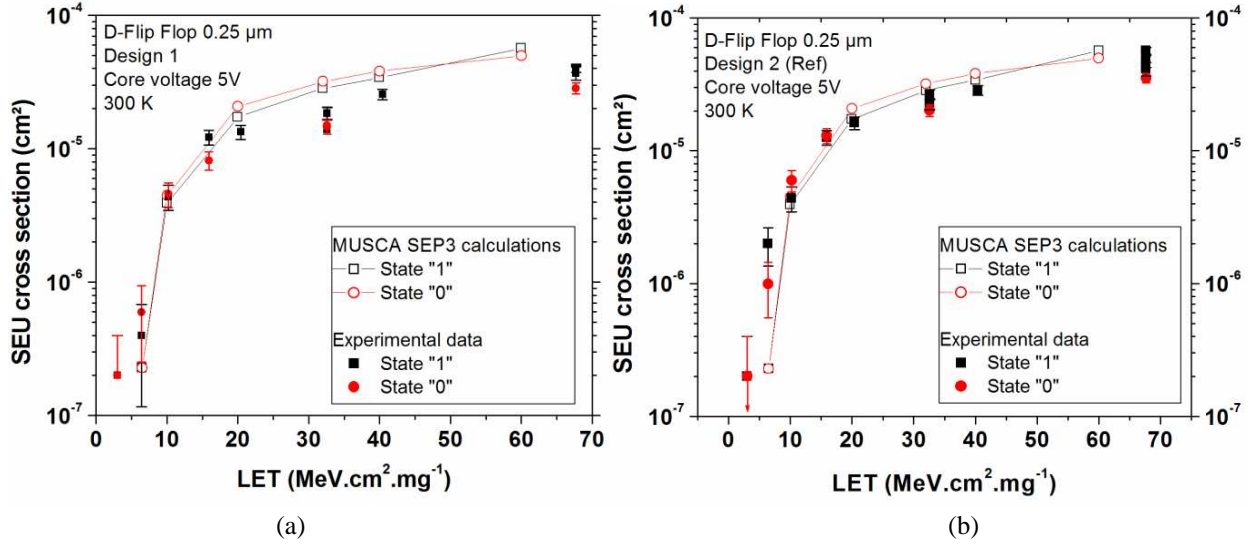 10⁻⁴
10⁻⁵
10⁻⁶
10⁻⁷
SEU cross section (cm²)
D-Flip Flop 0.25 µm
Design 1
Core voltage 5V
300 K
MUSCA SEP3 calculations
State "1"
State "0"
Experimental data
State "1"
State "0"
0 10 20 30 40 50 60 70
LET (MeV.cm².mg⁻¹)
(a)
10⁻⁴
10⁻⁵
10⁻⁶
10⁻⁷
SEU cross section (cm²)
D-Flip Flop 0.25 µm
Design 2 (Ref)
Core voltage 5V
300 K
MUSCA SEP3 calculations
State "1"
State "0"
Experimental data
State "1"
State "0"
10⁻⁴
10⁻⁵
10⁻⁶
10⁻⁷
0 10 20 30 40 50 60 70
LET (MeV.cm².mg⁻¹)
(b)